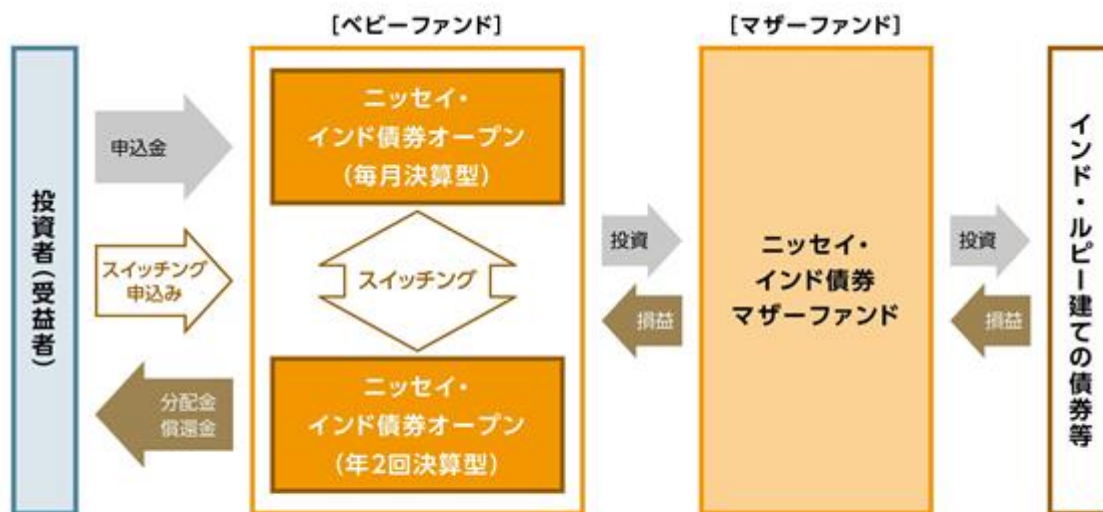 [ベビーファンド]
[マザーファンド]
投資者(受益者)
申込金
スイッチング
申込み
分配金
償還金
ニッセイ・
インド債券オープン
(毎月決算型)
スイッチング
ニッセイ・
インド債券オープン
(年2回決算型)
投資
損益
ニッセイ・
インド債券
マザーファンド
投資
損益
インド・ルピー建ての債券等